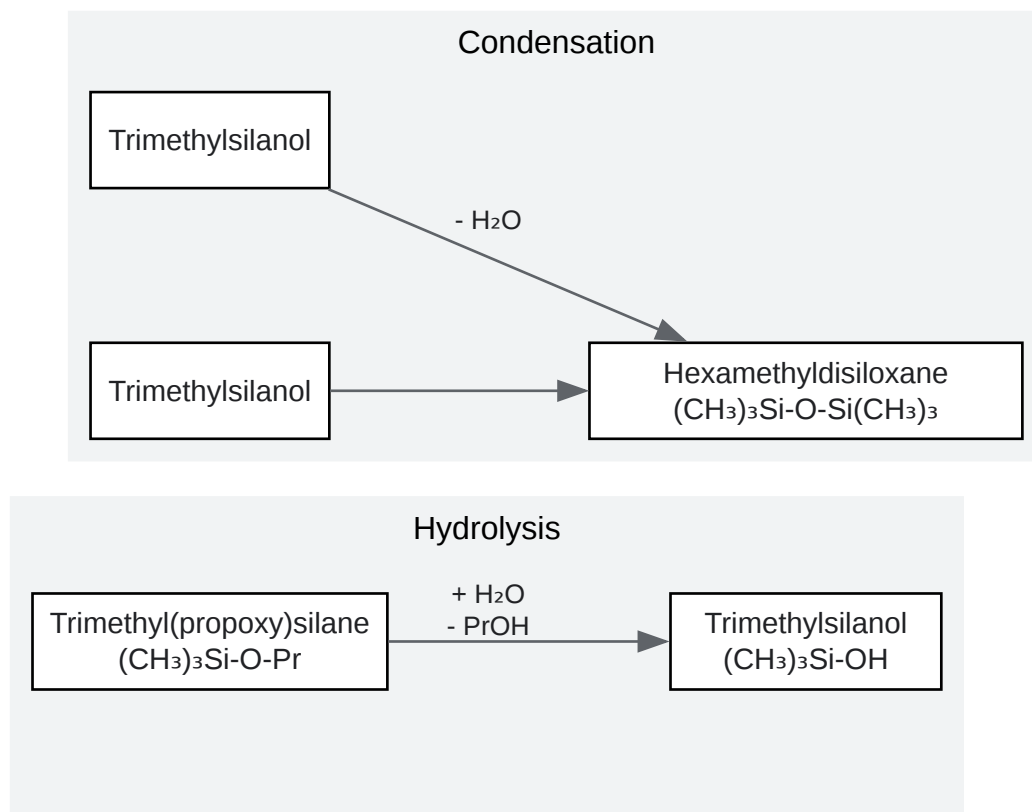 Condensation
Trimethylsilanol
- H₂O
Trimethylsilanol
Hexamethyldisiloxane
(CH₃)₃Si-O-Si(CH₃)₃
Hydrolysis
+ H₂O
- PrOH
Trimethyl(propoxy)silane
(CH₃)₃Si-O-Pr
Trimethylsilanol
(CH₃)₃Si-OH